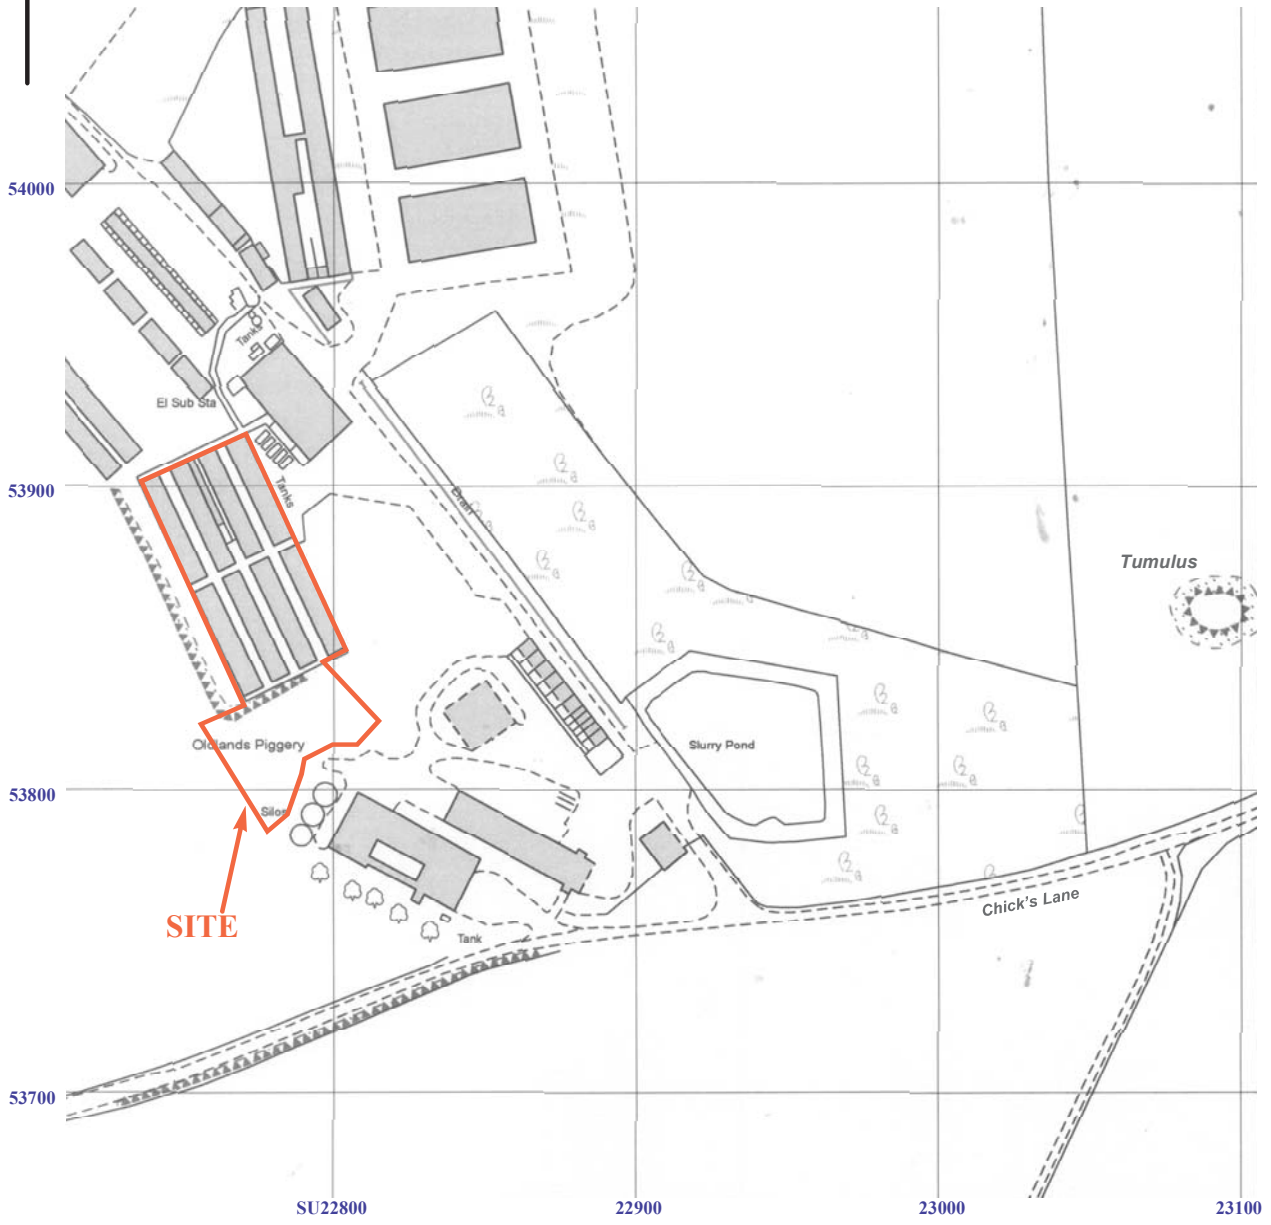 54000
Tanks
El Sub Sta
53900
Tanks
Drain
Tumulus
Oldlands Piggery
Slurry Pond
53800
Silos
Chick's Lane
SITE
Tank
53700
SU22800
22900
23000
23100